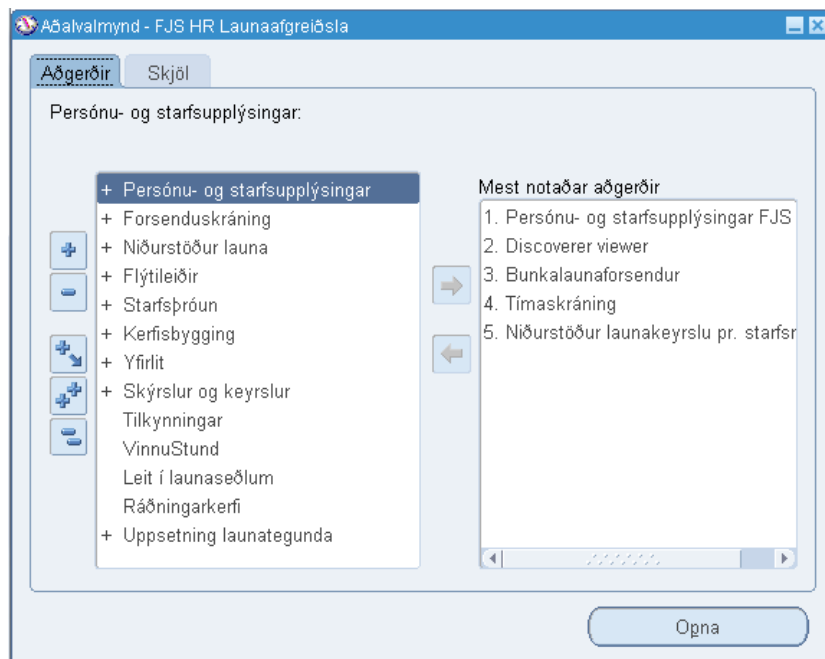 Aðalvalmynd - FJS HR Launaafgreiðsla
Aðgerðir
Skjöl
Persónu- og starfsupplýsingar:
+ Persónu- og starfsupplýsingar
+ Forsenduskráning
+ Niðurstöður launa
+ Flýtileiðir
+ Starfsþróun
+ Kerfisbygging
+ Yfirlit
+ Skýrslur og keyrslur
Tilkynningar
VinnuStund
Leit í launaseðlum
Ráðningarkerfi
+ Uppsetning launategunda
Mest notaðar aðgerðir
1. Persónu- og starfsupplýsingar FJS
2. Discoverer viewer
3. Bunkalaunaforsendur
4. Tímaskráning
5. Niðurstöður launakeyrslu pr. starfsr
Opna